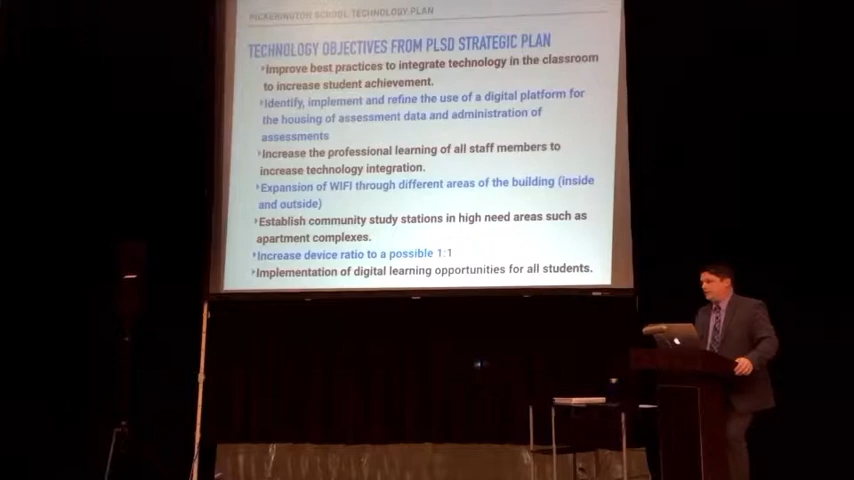 PICKERINGTON SCHOOL TECHNOLOGY PLAN
TECHNOLOGY OBJECTIVES FROM PLSD STRATEGIC PLAN
Improve best practices to integrate technology in the classroom
to increase student achievement.
Identify, implement and refine the use of a digital platform for
the housing of assessment data and administration of
assessments
Increase the professional learning of all staff members to
increase technology integration.
Expansion of WIFI through different areas of the building (inside
and outside)
Establish community study stations in high need areas such as
apartment complexes.
Increase device ratio to a possible 1:1
Implementation of digital learning opportunities for all students.